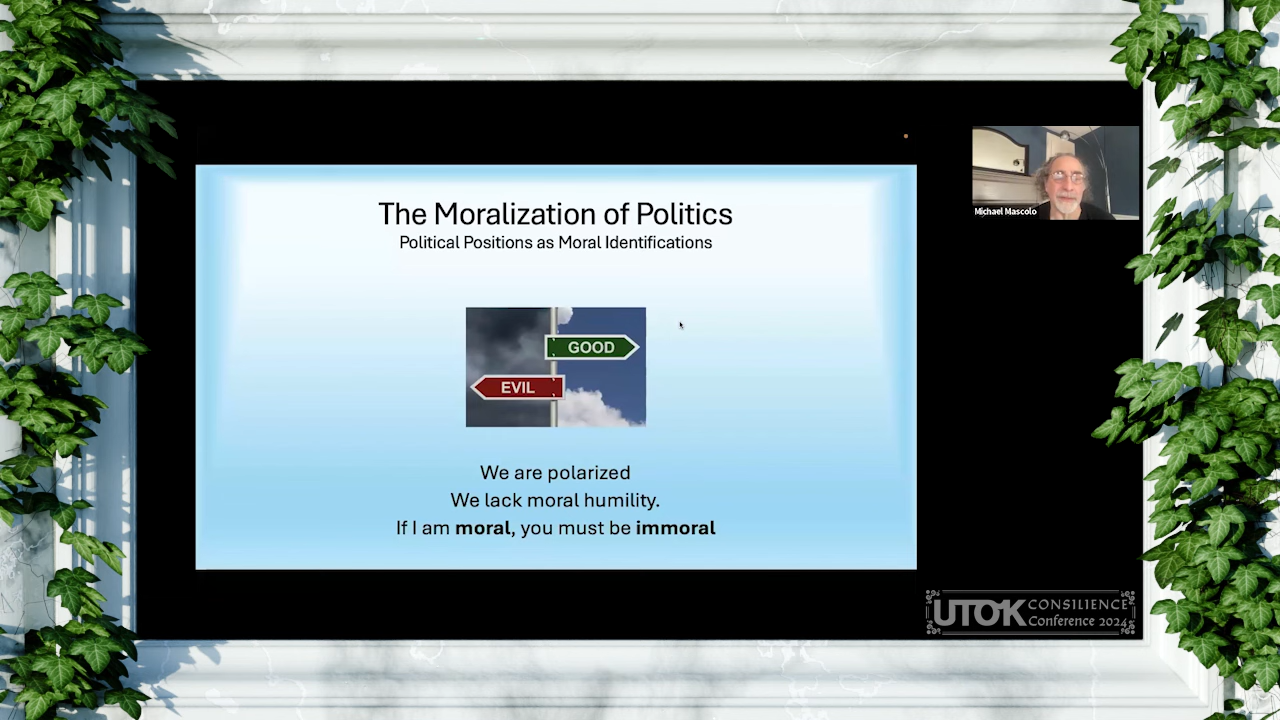 The Moralization of Politics
Political Positions as Moral Identifications
GOOD
EVIL
We are polarized
We lack moral humility.
If I am moral, you must be immoral
Michael Mascolo
UTOK CONSILIENCE
Conference 2024